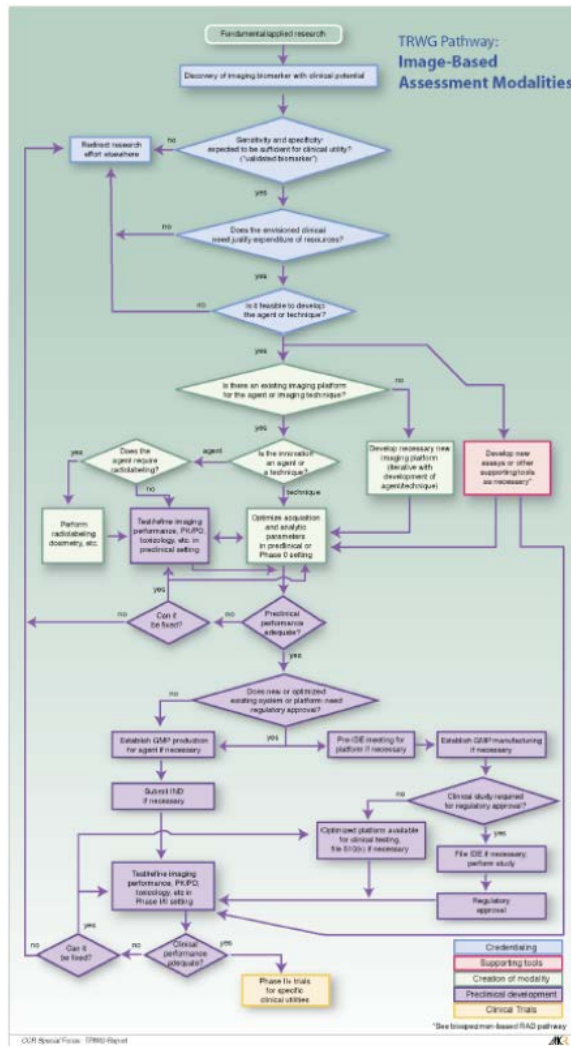 TRWG Pathway:
Image-Based
Assessment Modalities
Fundamental/applied research
Discovery of imaging biomarker with clinical potential
Sensitivity and specificity
expected to be sufficient for clinical utility?
("validated biomarker")
no
Redirect research
effort elsewhere
yes
Does the envisioned clinical
need justify expenditure of resources?
no
yes
Is it feasible to develop
the agent or technique?
no
yes
Is there an existing imaging platform
for the agent or imaging technique?
no
yes
Does the
agent require
radiolabeling?
agent
Is the innovation
an agent or
a technique?
Develop necessary new
imaging platform
(iterative with
development of
agent/technique)
Develop new
assays or other
supporting tools
as necessary*
yes
no
technique
Perform
radiolabeling
dosimetry, etc.
Test/refine imaging
performance, PK/PD,
toxicology, etc. in
preclinical setting
Optimize acquisition
and analytic
parameters
in preclinical or
Phase 0 setting
yes
no
Can it
be fixed?
no
Preclinical
performance
adequate?
yes
Does new or optimized
existing system or platform need
regulatory approval?
no
yes
Establish GMP production
for agent if necessary
Pre-IDE meeting for
platform if necessary
Establish GMP manufacturing
if necessary
Submit IND
if necessary
no
Clinical study required
for regulatory approval?
Optimized platform available
for clinical testing,
file 510(k) if necessary
yes
File IDE if necessary,
perform study
Test/refine imaging
performance, PK/PD,
toxicology, etc in
Phase I/II setting
Regulatory
approval
yes
no
Can it
be fixed?
no
Clinical
performance
adequate?
yes
Phase II+ trials
for specific
clinical utilities
Credentialing
Supporting tools
Creation of modality
Preclinical development
Clinical Trials
*See biospecimen-based RAD pathway
CCR Special Focus: TRWG Report